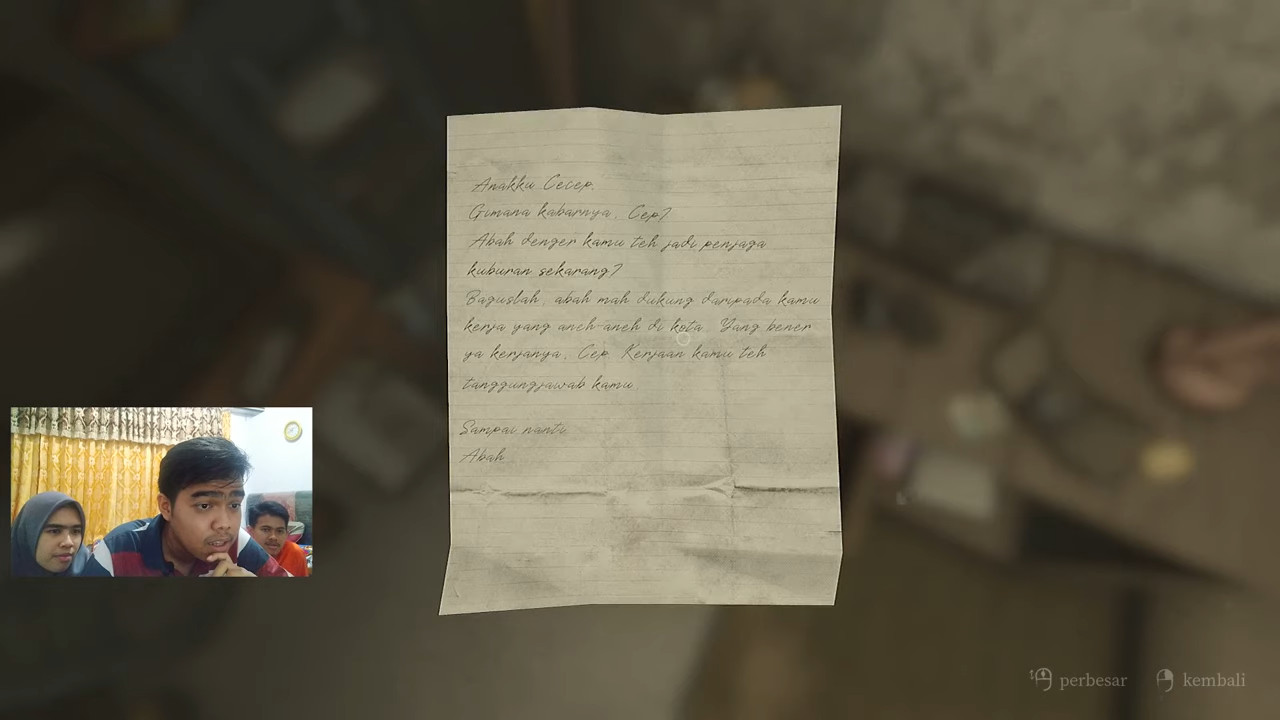 Anakku Cecep,
Gimana kabarnya, Cep?
Abah denger kamu teh jadi penjaga
kuburan sekarang?
Baguslah, abah mah dukung daripada kamu
kerja yang aneh-aneh di kota. Yang bener
ya kerjanya, Cep. Kerjaan kamu teh
tanggungjawab kamu.
Sampai nanti,
Abah
perbesar
kembali